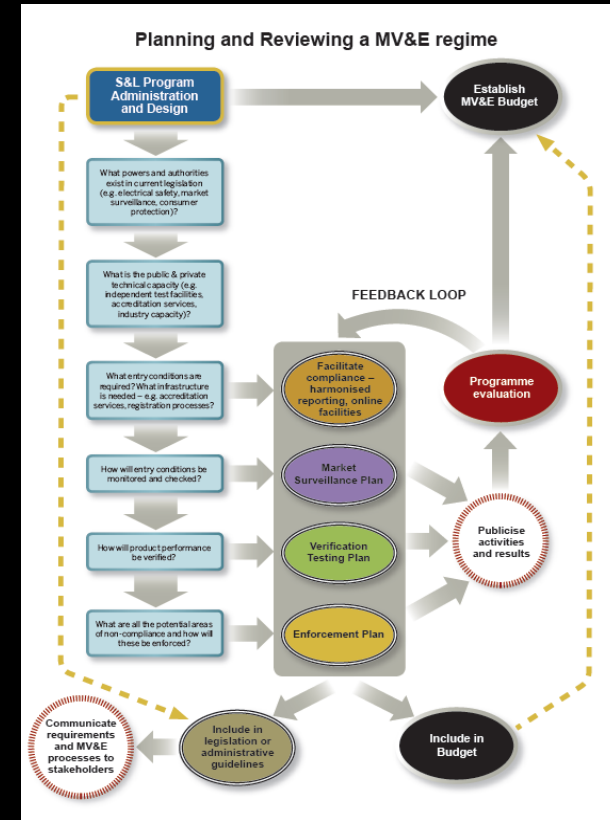 Planning and Reviewing a MV&E regime
S&L Program
Administration
and Design
Establish
MV&E Budget
What powers and authorities
exist in current legislation
(e.g. electrical safety, market
surveillance, consumer
protection)?
What is the public & private
technical capacity (e.g.
independent test facilities,
accreditation services,
industry capacity)?
FEEDBACK LOOP
What entry conditions are
required? What infrastructure
is needed – e.g. accreditation
services, registration processes?
Facilitate
compliance –
harmonised
reporting, online
facilities
Programme
evaluation
How will entry conditions be
monitored and checked?
Market
Surveillance Plan
Publicise
activities
and results
How will product performance
be verified?
Verification
Testing Plan
What are all the potential areas
of non-compliance and how will
these be enforced?
Enforcement Plan
Communicate
requirements
and MV&E
processes to
stakeholders
Include in
legislation or
administrative
guidelines
Include in
Budget